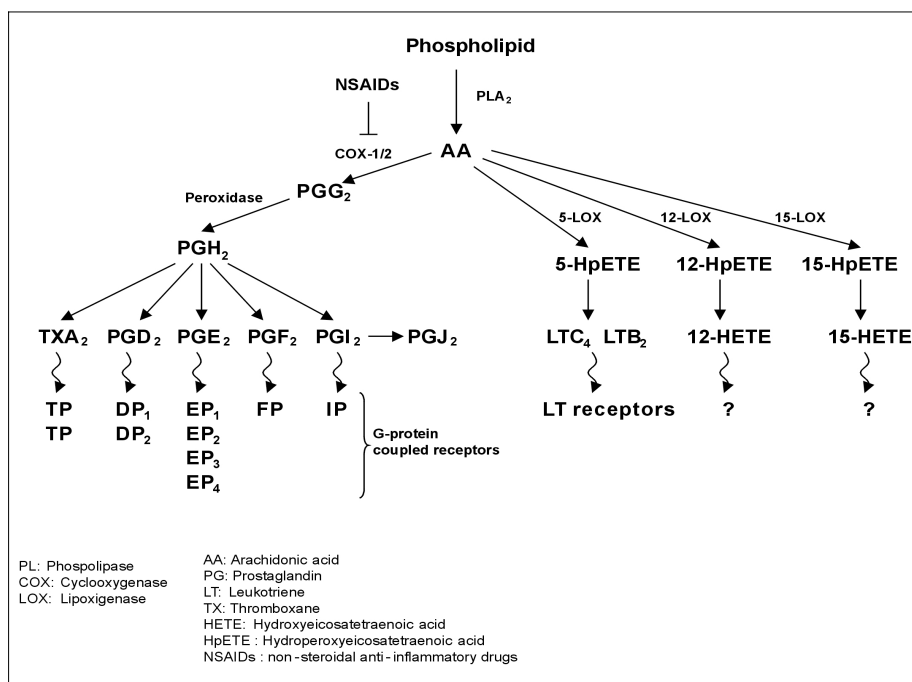 Phospholipid
NSAIDs
PLA2
COX-1/2
AA
PGG2
Peroxidase
PGH2
5-LOX 12-LOX 15-LOX
5-HpETE 12-HpETE 15-HpETE
TXA2 PGD2 PGE2 PGF2 PGI2 PGJ2
LTC4 LTB2 12-HETE 15-HETE
TP DP1 EP1 FP IP
LT receptors ? ?
TP DP2 EP2
EP3
EP4
G-protein
coupled receptors
PL: Phospolipase
COX: Cyclooxygenase
LOX: Lipoxigenase
AA: Arachidonic acid
PG: Prostaglandin
LT: Leukotriene
TX: Thromboxane
HETE: Hydroxyeicosatetraenoic acid
HpETE : Hydroperoxyeicosatetraenoic acid
NSAIDs : non-steroidal anti-inflammatory drugs